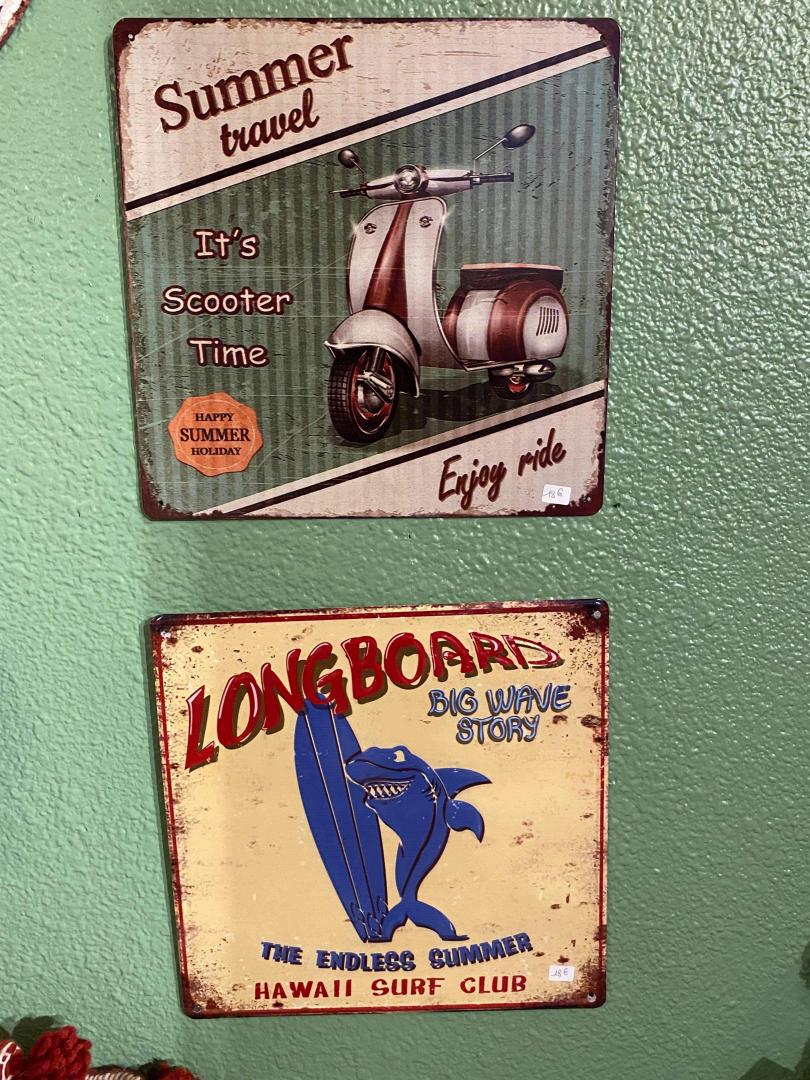 Summer
travel
It's
Scooter
Time
HAPPY
SUMMER
HOLIDAY
Enjoy ride
18€
LONGBOARD
BIG WAVE
STORY
THE ENDLESS SUMMER
18€
HAWAII SURF CLUB